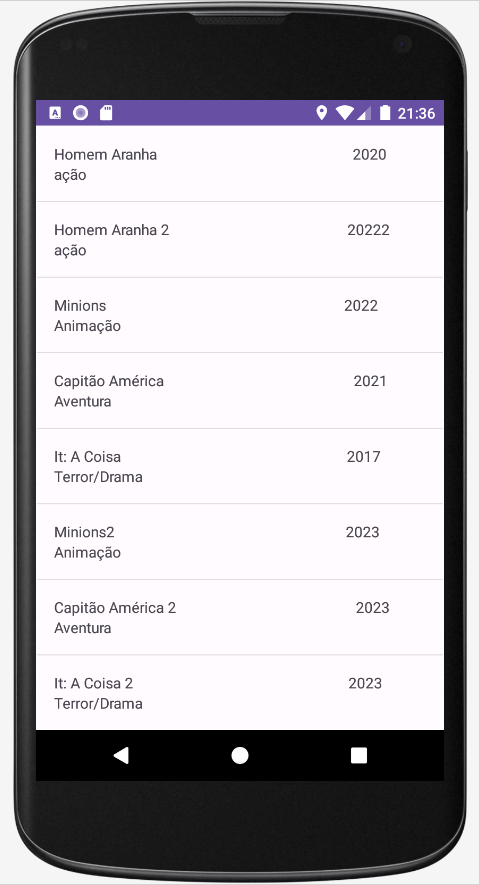 21:36
Homem Aranha 2020
ação
Homem Aranha 2 20222
ação
Minions 2022
Animação
Capitão América 2021
Aventura
It: A Coisa 2017
Terror/Drama
Minions2 2023
Animação
Capitão América 2 2023
Aventura
It: A Coisa 2 2023
Terror/Drama